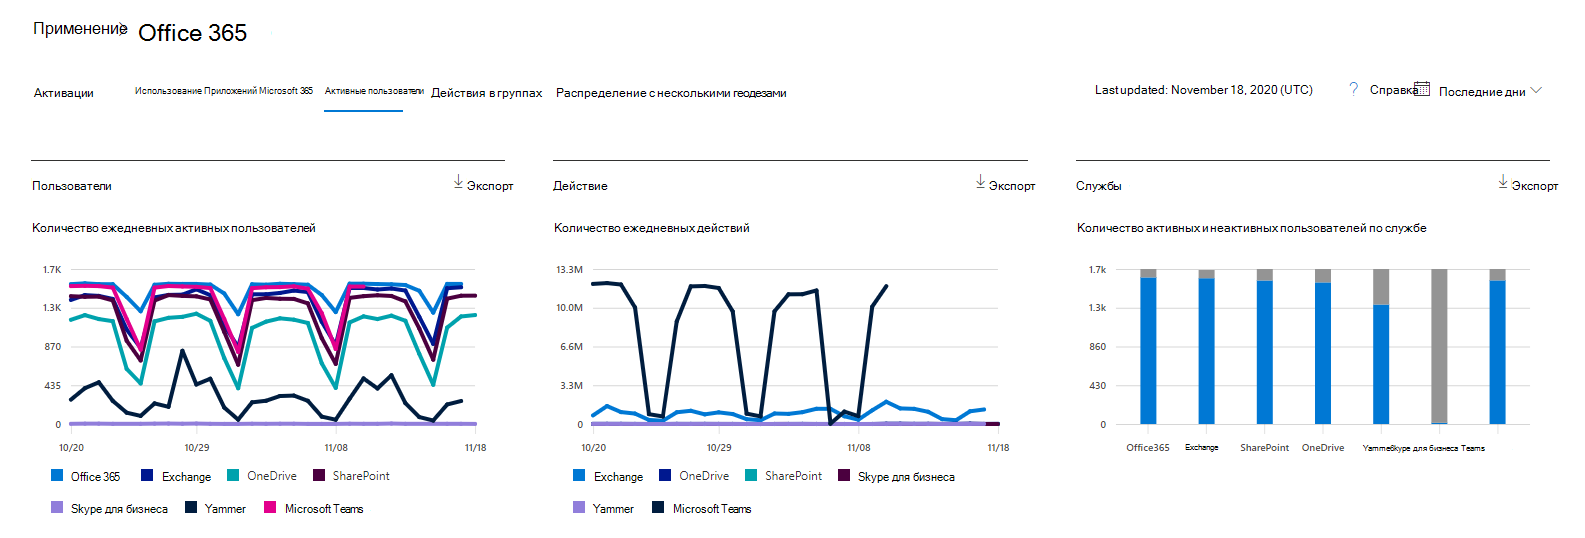 Применение
Office 365
Активации
Использование Приложений Microsoft 365
Активные пользователи
Действия в группах
Распределение с несколькими геодезами
Last updated: November 18, 2020 (UTC)
? Справка
Последние дни
Пользователи
Экспорт
Количество ежедневных активных пользователей
1.7K
1.3K
870
435
0
10/20 10/29 11/08 11/18
Office 365 Exchange OneDrive SharePoint
Skype для бизнеса Yammer Microsoft Teams
Действие
Экспорт
Количество ежедневных действий
13.3M
10.0M
6.6M
3.3M
0
10/20 10/29 11/08 11/18
Exchange OneDrive SharePoint Skype для бизнеса
Yammer Microsoft Teams
Службы
Экспорт
Количество активных и неактивных пользователей по службе
1.7k
1.3k
860
430
0
Office365 Exchange SharePoint OneDrive Yammer Skype для бизнеса Teams